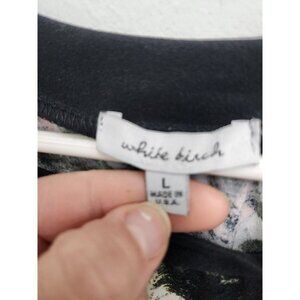 white birch
L
MADE IN
U.S.A.